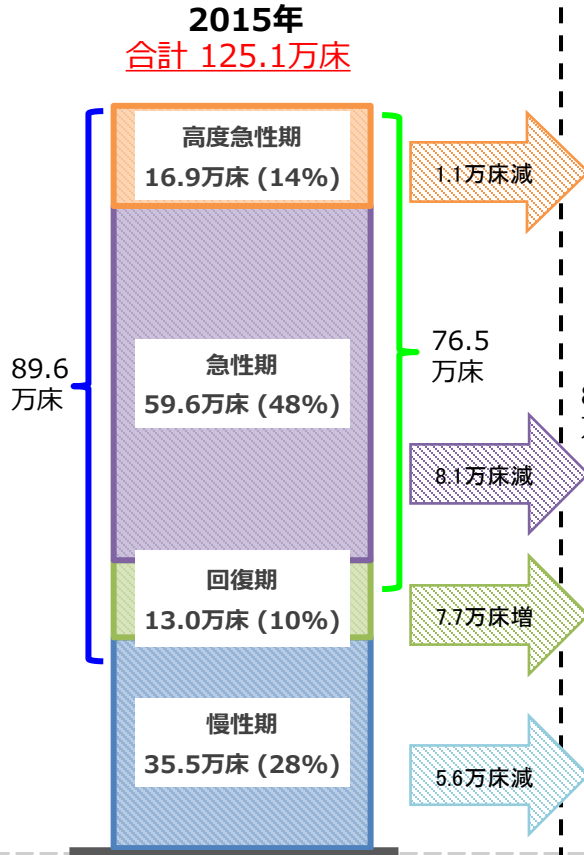 2015年
合計 125.1万床
高度急性期
16.9万床 (14%)
1.1万床減
89.6
万床
急性期
59.6万床 (48%)
76.5
万床
8.1万床減
回復期
13.0万床 (10%)
7.7万床増
慢性期
35.5万床 (28%)
5.6万床減